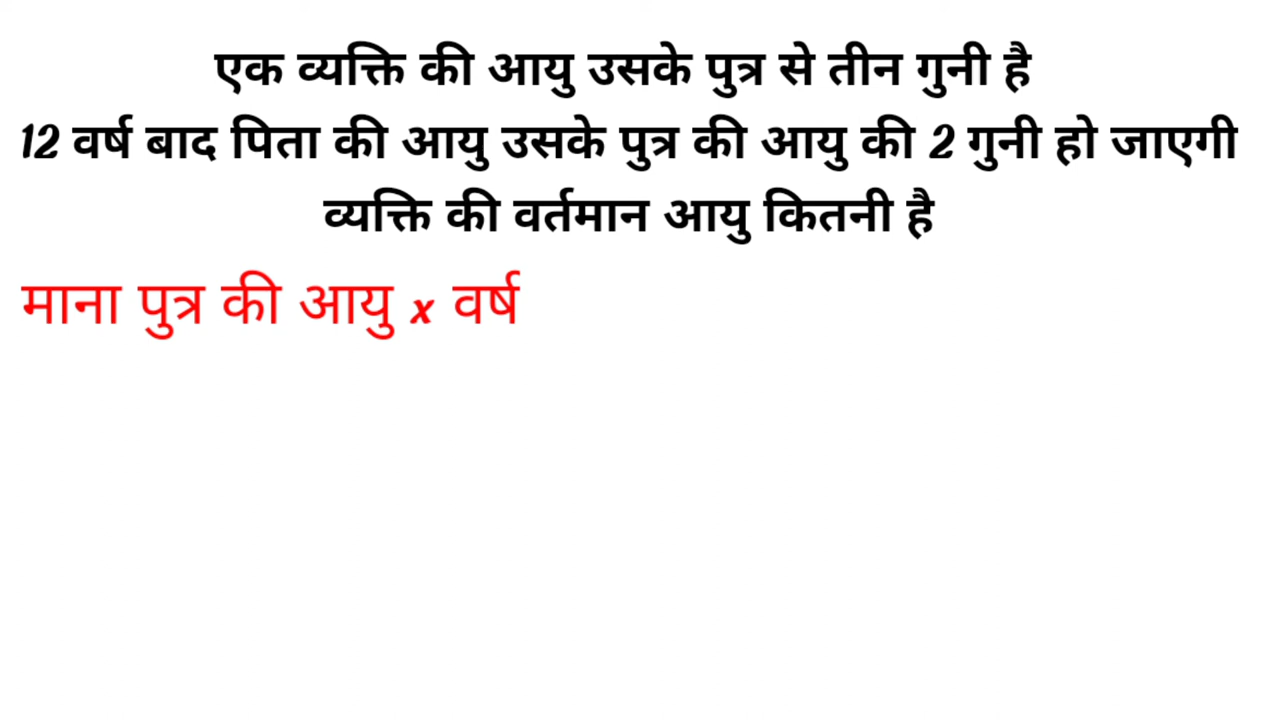 एक व्यक्ति की आयु उसके पुत्र से तीन गुनी है
12 वर्ष बाद पिता की आयु उसके पुत्र की आयु की 2 गुनी हो जाएगी
व्यक्ति की वर्तमान आयु कितनी है
माना पुत्र की आयु x वर्ष